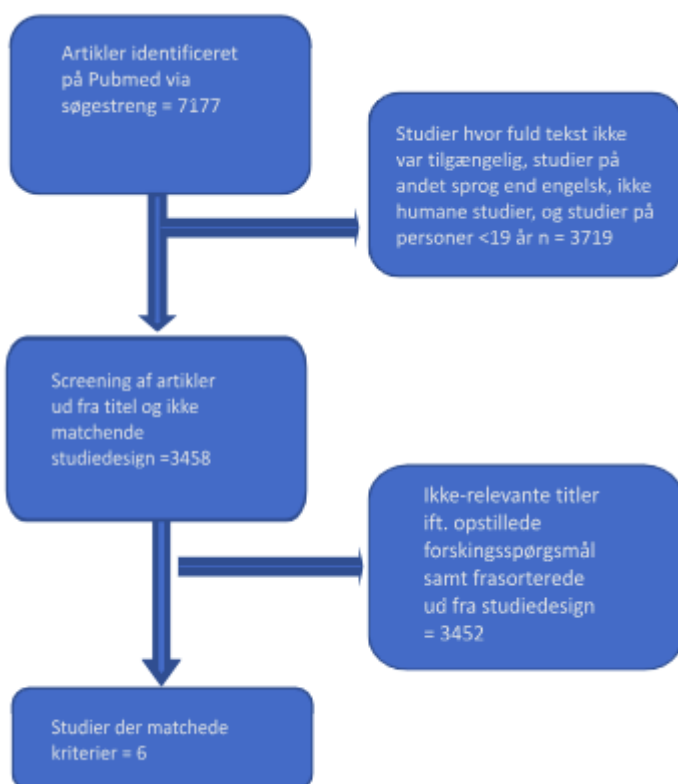 Artikler identificeret
på Pubmed via
søgestreng = 7177
Studier hvor fuld tekst ikke
var tilgængelig, studier på
andet sprog end engelsk, ikke
humane studier, og studier på
personer <19 år n = 3719
Screening af artikler
ud fra titel og ikke
matchende
studiedesign =3458
Ikke-relevante titler
ift. opstillede
forskingsspørgsmål
samt frasorterede
ud fra studiedesign
= 3452
Studier der matchede
kriterier = 6